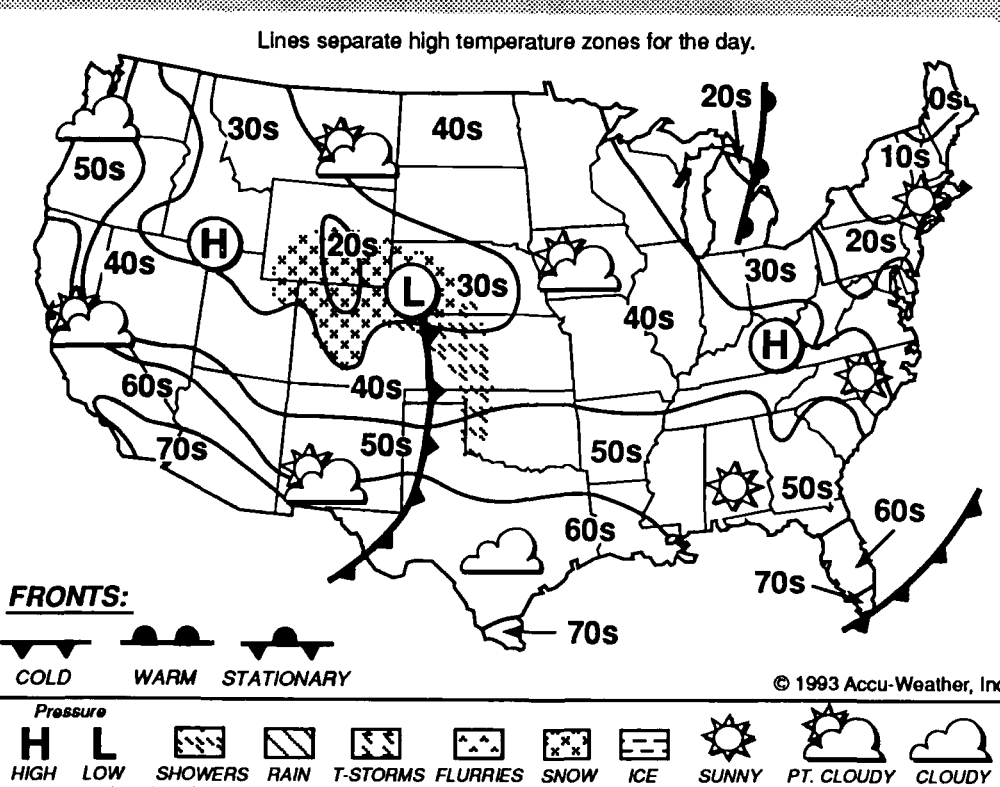 Lines separate high temperature zones for the day.
20s
0s
30s
40s
50s
10s
H
20s
20s
40s
30s
30s
L
40s
H
60s
40s
70s
50s
50s
50s
60s
60s
70s
70s
FRONTS:
COLD WARM STATIONARY
© 1993 Accu-Weather, Inc
Pressure
H L
HIGH LOW SHOWERS RAIN T-STORMS FLURRIES SNOW ICE SUNNY PT. CLOUDY CLOUDY